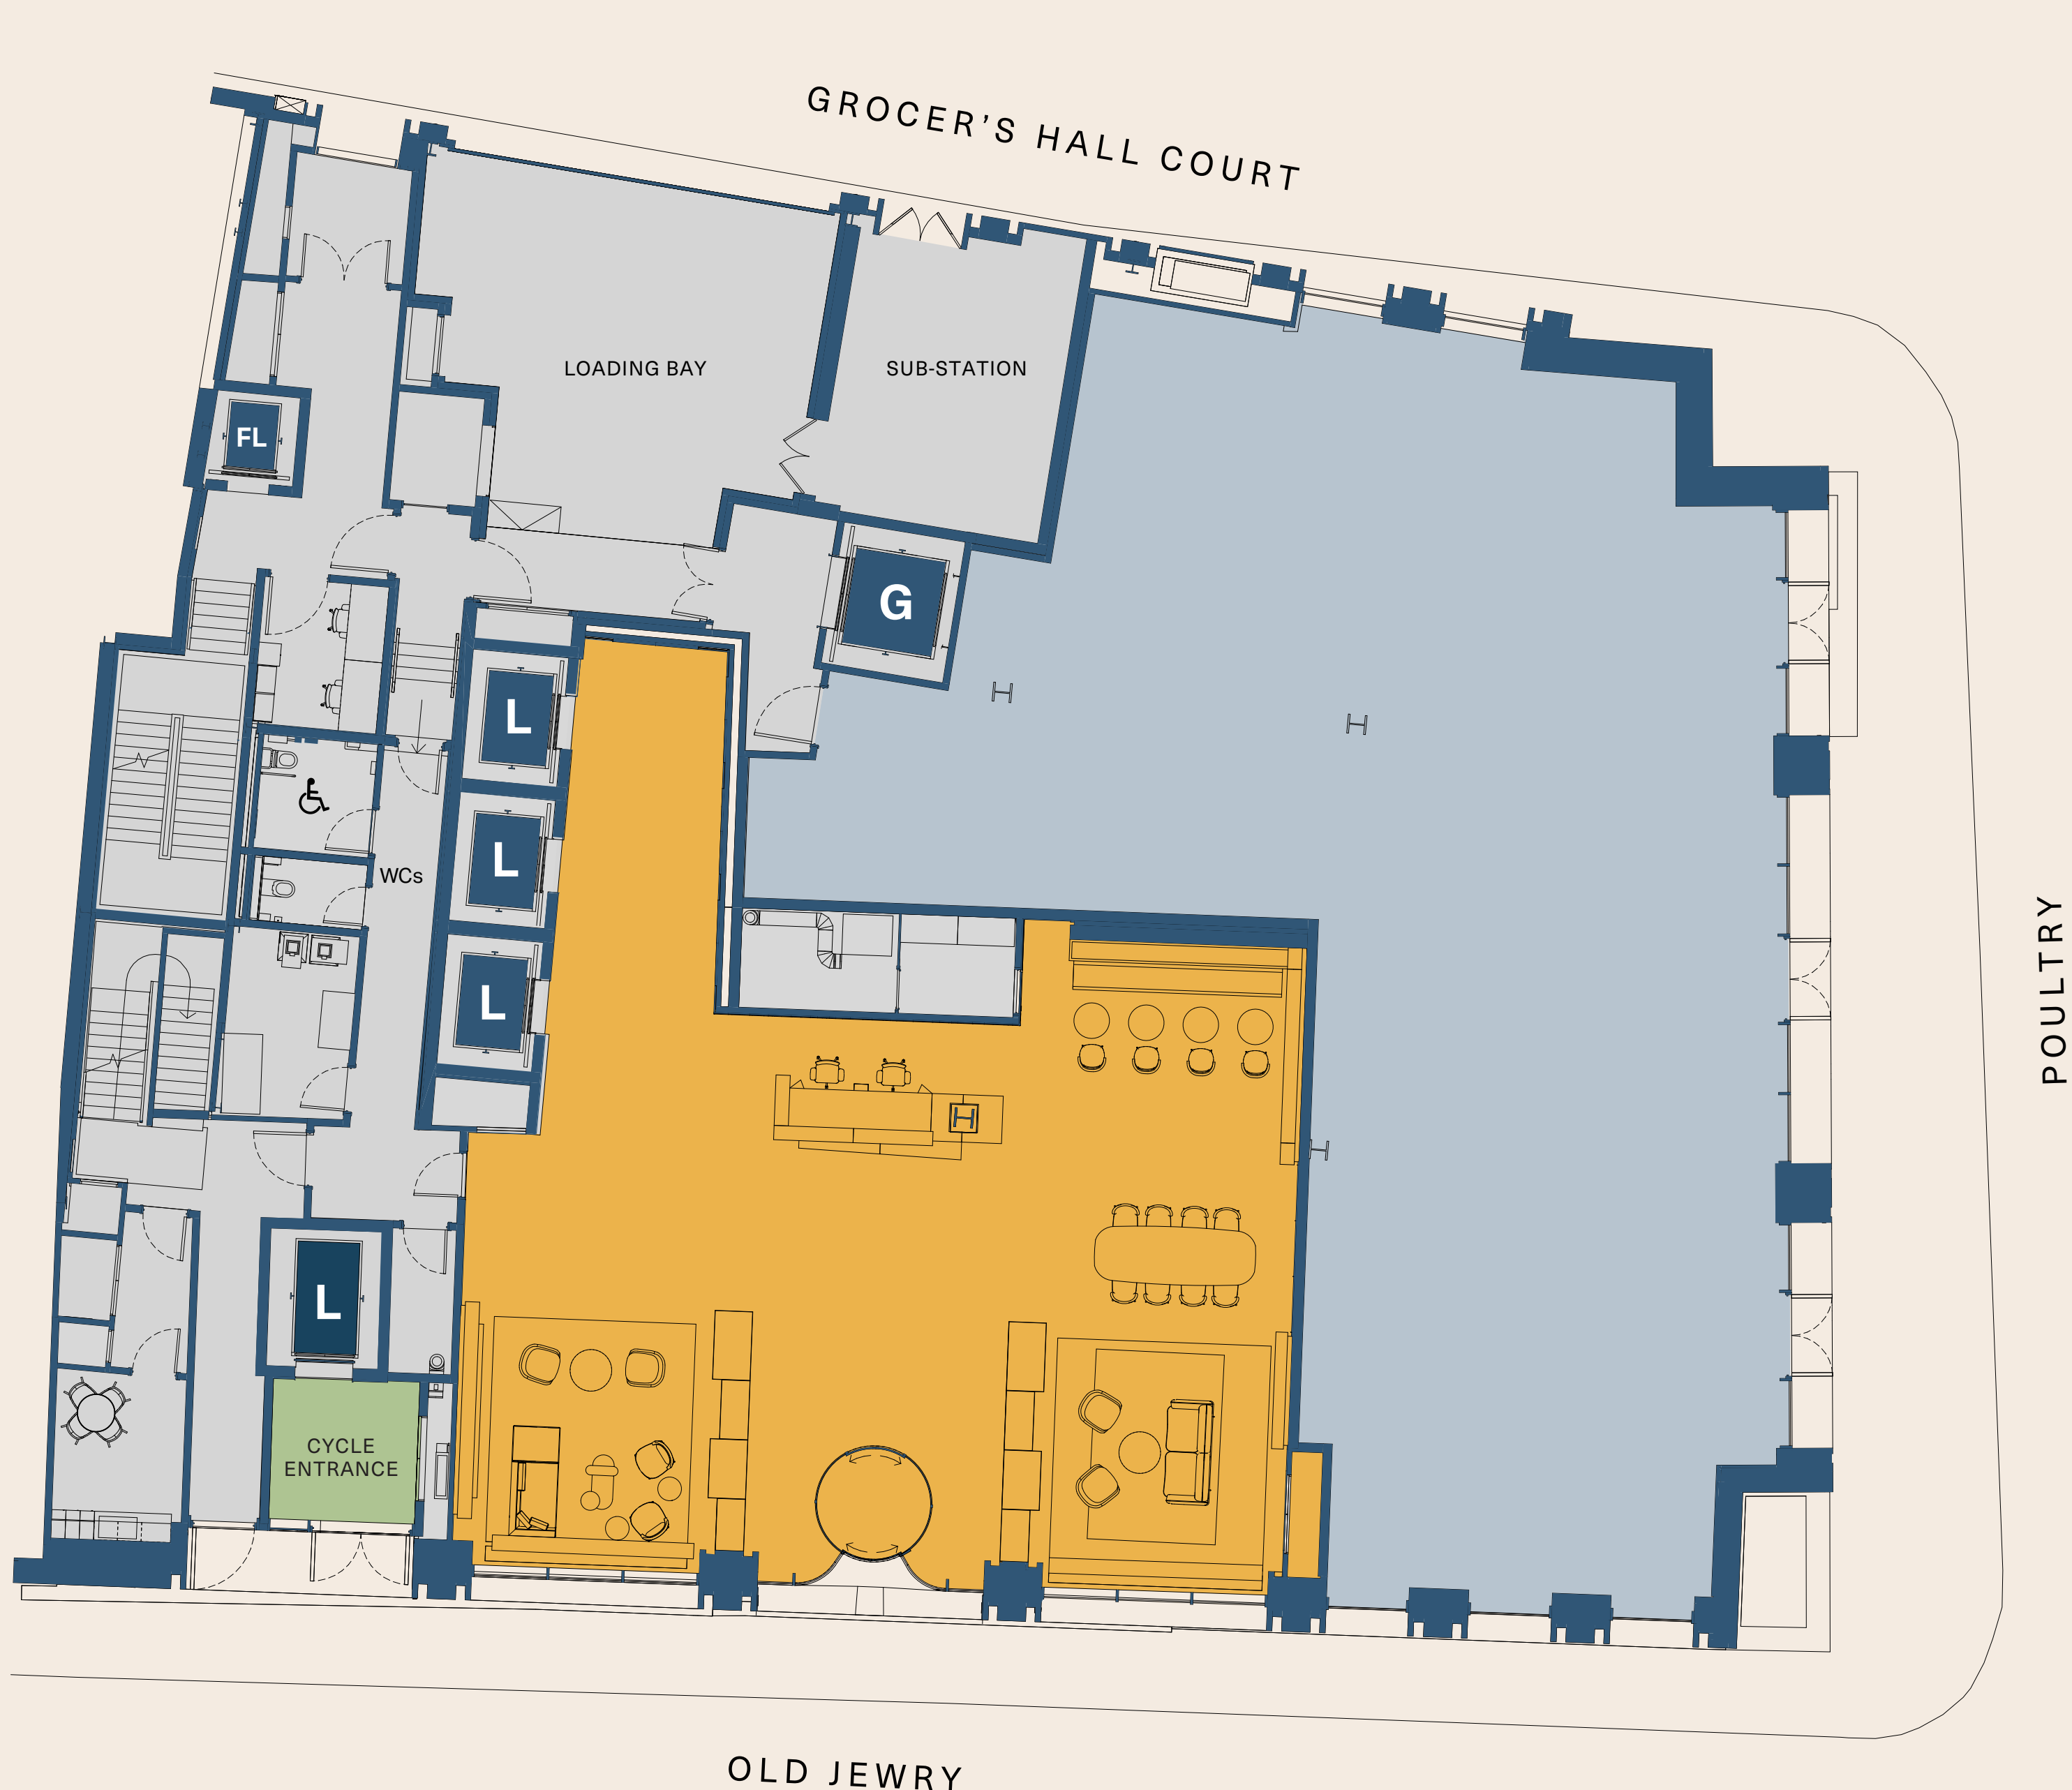 GROCER’S HALL COURT
LOADING BAY
SUB-STATION
FL
G
L
WCs
L
L
POULTRY
L
CYCLE
ENTRANCE
OLD JEWRY